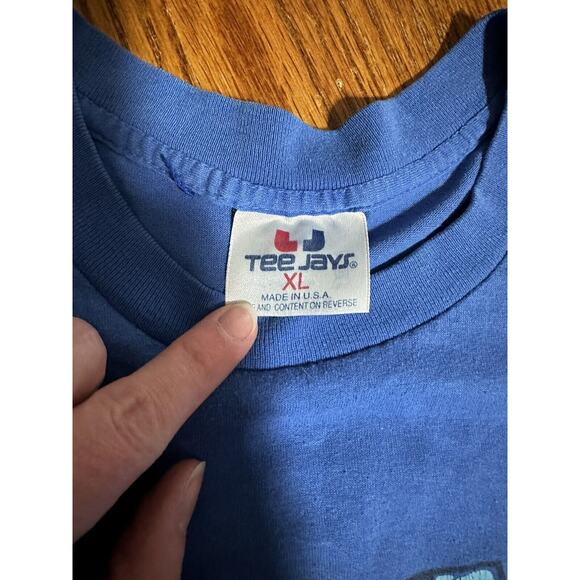 TEE JAYS®
XL
MADE IN U.S.A.
AND CONTENT ON REVERSE